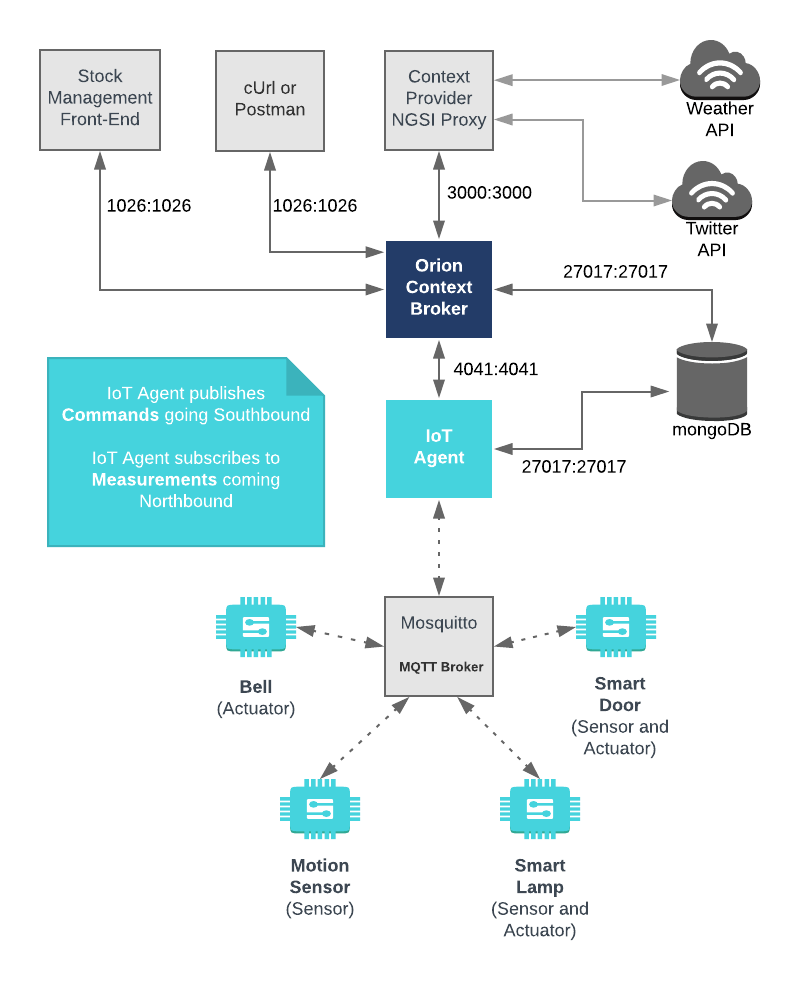 Stock
Management
Front-End
cUrl or
Postman
Context
Provider
NGSI Proxy
Weather
API
Twitter
API
1026:1026
1026:1026
3000:3000
Orion
Context
Broker
27017:27017
4041:4041
mongoDB
IoT Agent publishes
Commands going Southbound
IoT Agent subscribes to
Measurements coming
Northbound
IoT
Agent
27017:27017
Mosquitto
MQTT Broker
Bell
(Actuator)
Smart
Door
(Sensor and
Actuator)
Motion
Sensor
(Sensor)
Smart
Lamp
(Sensor and
Actuator)